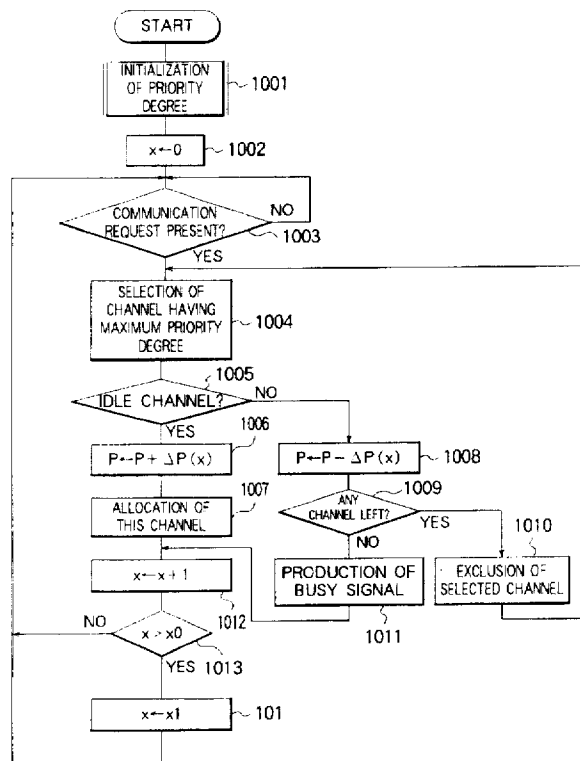 START
INITIALIZATION
OF PRIORITY
DEGREE
1001
x←0
1002
COMMUNICATION
REQUEST PRESENT?
NO
1003
YES
SELECTION OF
CHANNEL HAVING
MAXIMUM PRIORITY
DEGREE
1004
1005
IDLE CHANNEL?
NO
YES
1006
P←P + ΔP(x)
P←P − ΔP(x)
1008
1007
ALLOCATION OF
THIS CHANNEL
1009
ANY
CHANNEL LEFT?
YES
NO
1010
x←x+1
1012
PRODUCTION OF
BUSY SIGNAL
1011
EXCLUSION OF
SELECTED CHANNEL
NO
x > x0
1013
YES
x←x1
101